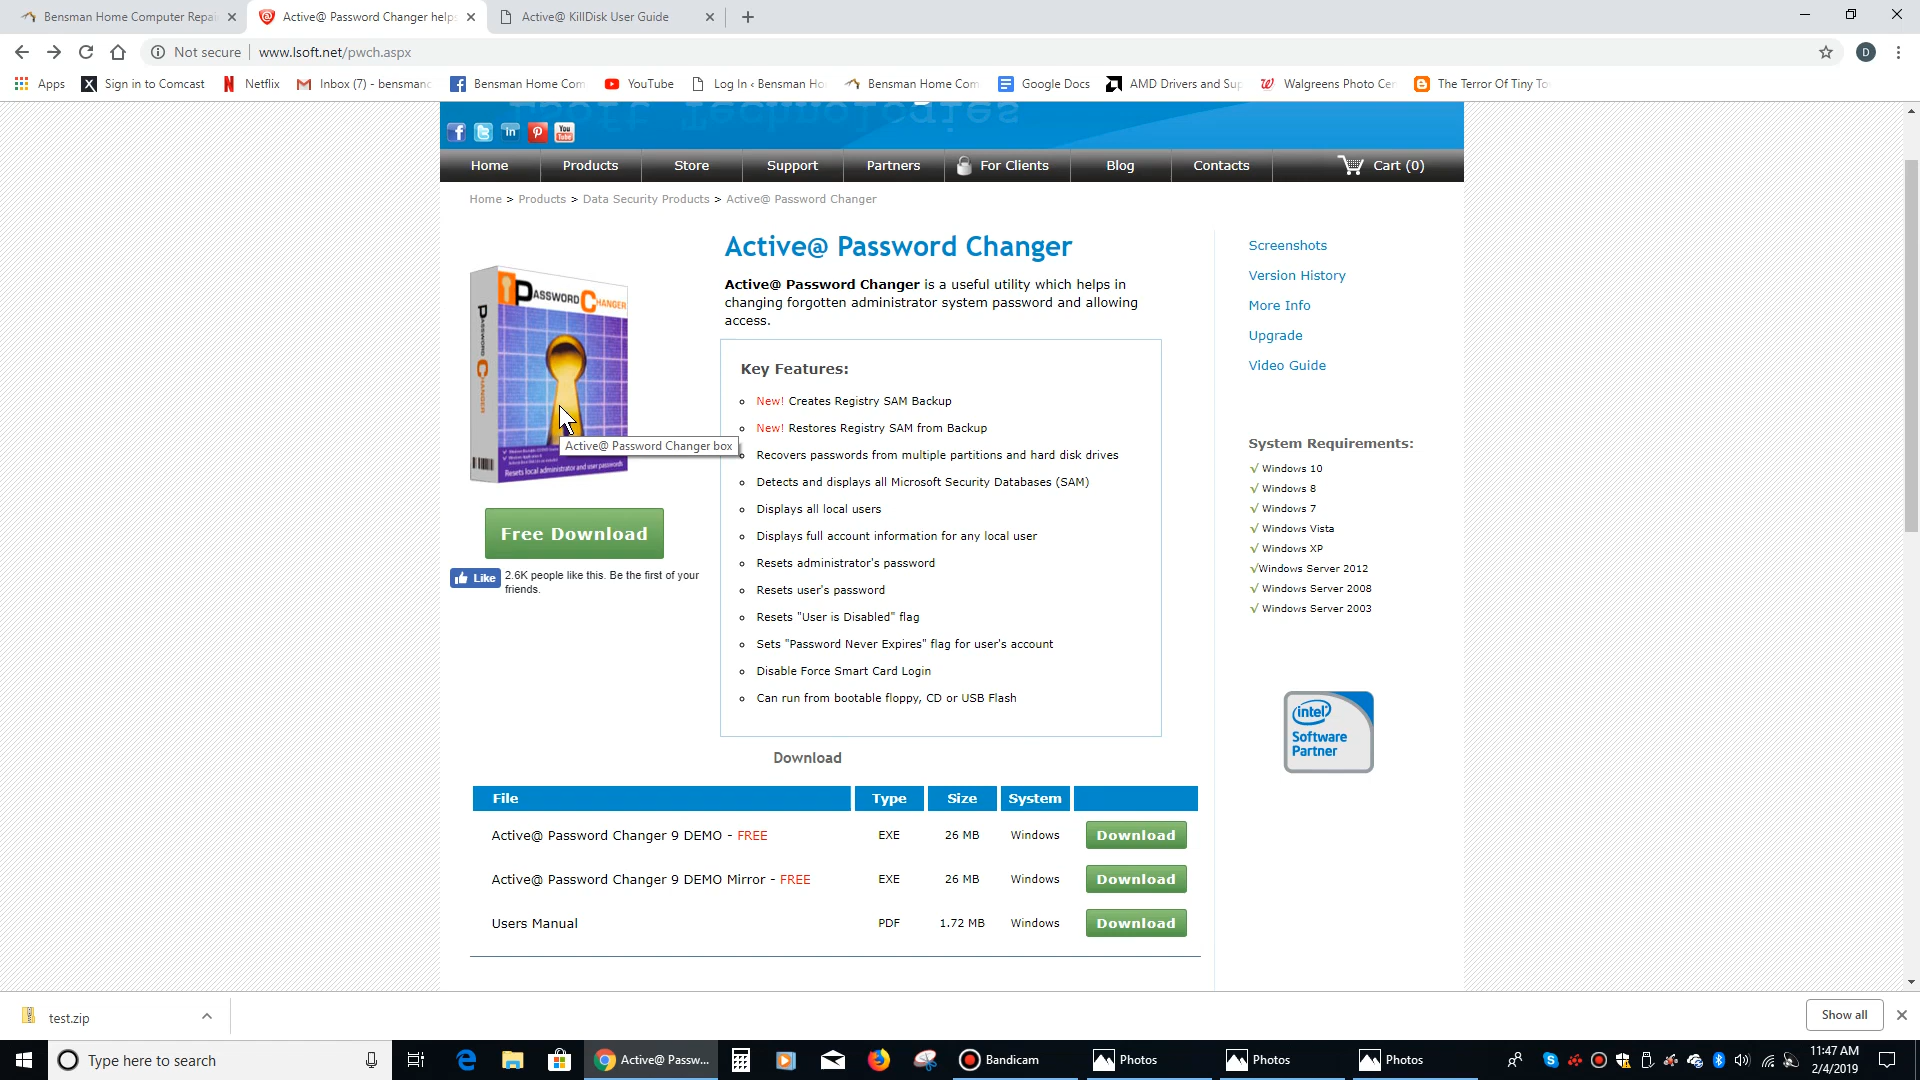 Bensman Home Computer Repai
Active@ Password Changer helps
Active@ KillDisk User Guide
Not secure
www.lsoft.net/pwch.aspx
D
Apps
Sign in to Comcast
Netflix
Inbox (7) - bensmanc
Bensman Home Com
YouTube
Log In ‹ Bensman Ho
Bensman Home Com
Google Docs
AMD Drivers and Sup
Walgreens Photo Cen
The Terror Of Tiny To
Home
Products
Store
Support
Partners
For Clients
Blog
Contacts
Cart (0)
Home > Products > Data Security Products > Active@ Password Changer
Active@ Password Changer
Active@ Password Changer is a useful utility which helps in
changing forgotten administrator system password and allowing
access.
PASSWORD CHANGER
PASSWORD CHANGER
Resets local administrator and user passwords
Active@ Password Changer box
Free Download
Like
2.6K people like this. Be the first of your
friends.
Key Features:
New! Creates Registry SAM Backup
New! Restores Registry SAM from Backup
Recovers passwords from multiple partitions and hard disk drives
Detects and displays all Microsoft Security Databases (SAM)
Displays all local users
Displays full account information for any local user
Resets administrator's password
Resets user's password
Resets "User is Disabled" flag
Sets "Password Never Expires" flag for user's account
Disable Force Smart Card Login
Can run from bootable floppy, CD or USB Flash
Screenshots
Version History
More Info
Upgrade
Video Guide
System Requirements:
√ Windows 10
√ Windows 8
√ Windows 7
√ Windows Vista
√ Windows XP
√Windows Server 2012
√ Windows Server 2008
√ Windows Server 2003
intel
Software
Partner
Download
File Type Size System
Active@ Password Changer 9 DEMO - FREE EXE 26 MB Windows Download
Active@ Password Changer 9 DEMO Mirror - FREE EXE 26 MB Windows Download
Users Manual PDF 1.72 MB Windows Download
test.zip
Show all
Type here to search
Active@ Passw...
Bandicam
Photos
Photos
Photos
11:47 AM
2/4/2019